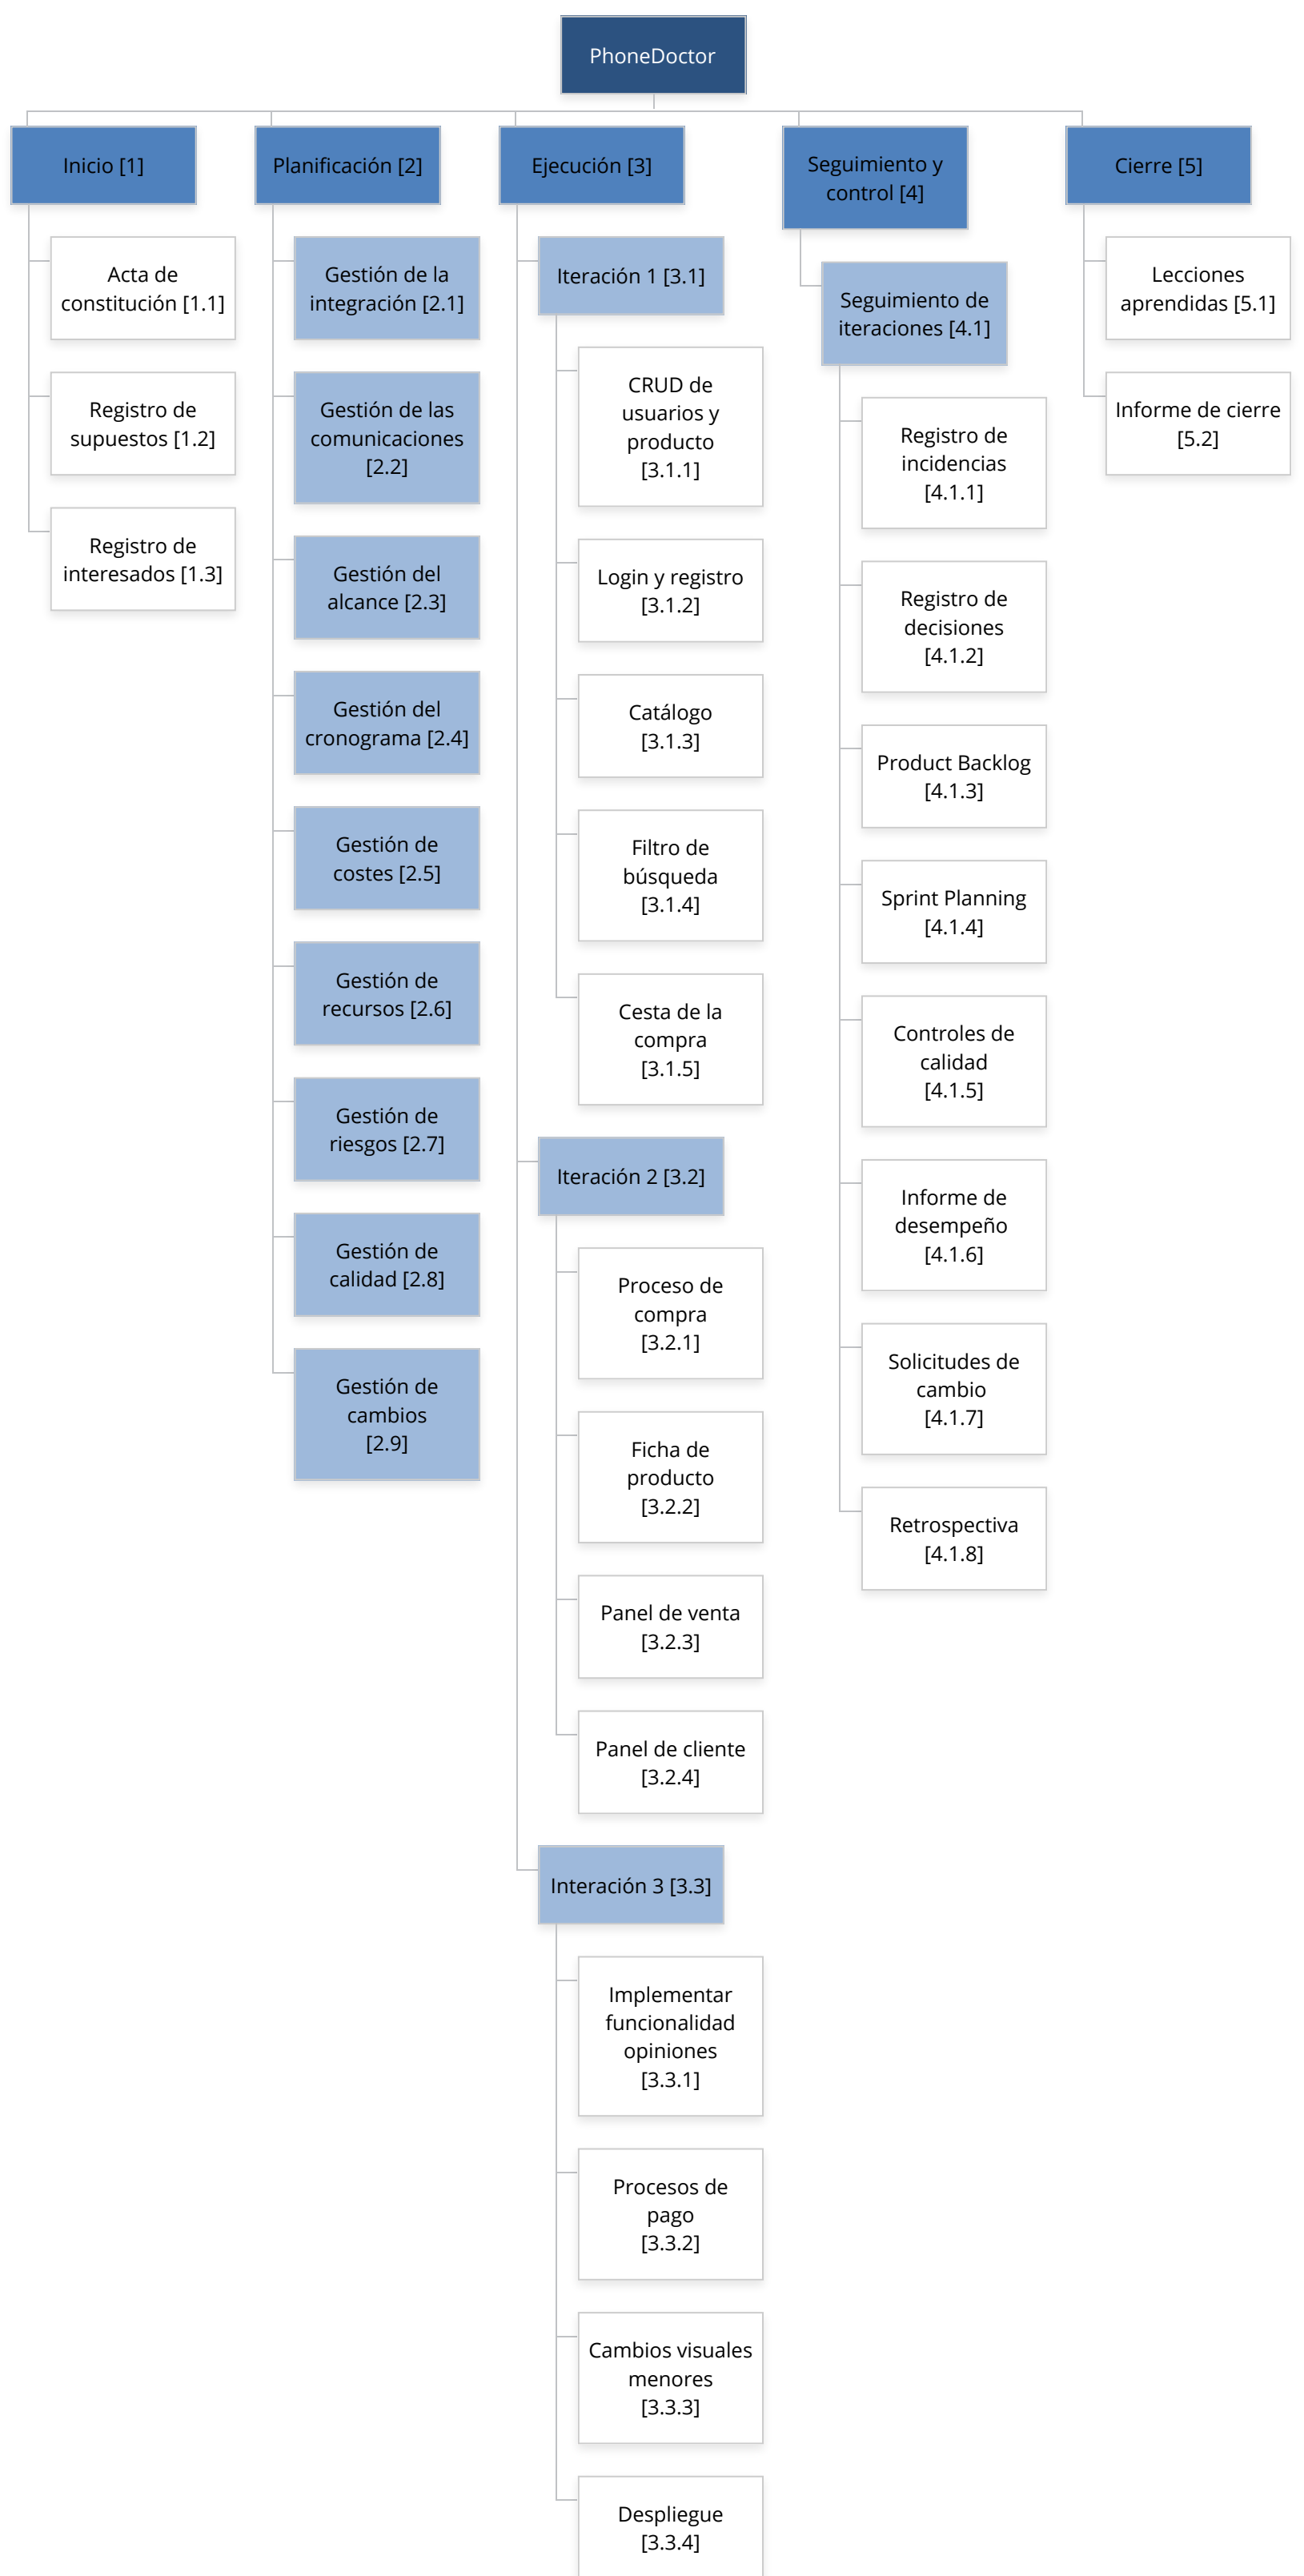 PhoneDoctor
Inicio [1]
Acta de
constitución [1.1]
Registro de
supuestos [1.2]
Registro de
interesados [1.3]
Planificación [2]
Gestión de la
integración [2.1]
Gestión de las
comunicaciones
[2.2]
Gestión del
alcance [2.3]
Gestión del
cronograma [2.4]
Gestión de
costes [2.5]
Gestión de
recursos [2.6]
Gestión de
riesgos [2.7]
Gestión de
calidad [2.8]
Gestión de
cambios
[2.9]
Ejecución [3]
Iteración 1 [3.1]
CRUD de
usuarios y
producto
[3.1.1]
Login y registro
[3.1.2]
Catálogo
[3.1.3]
Filtro de
búsqueda
[3.1.4]
Cesta de la
compra
[3.1.5]
Iteración 2 [3.2]
Proceso de
compra
[3.2.1]
Ficha de
producto
[3.2.2]
Panel de venta
[3.2.3]
Panel de cliente
[3.2.4]
Interación 3 [3.3]
Implementar
funcionalidad
opiniones
[3.3.1]
Procesos de
pago
[3.3.2]
Cambios visuales
menores
[3.3.3]
Despliegue
[3.3.4]
Seguimiento y
control [4]
Seguimiento de
iteraciones [4.1]
Registro de
incidencias
[4.1.1]
Registro de
decisiones
[4.1.2]
Product Backlog
[4.1.3]
Sprint Planning
[4.1.4]
Controles de
calidad
[4.1.5]
Informe de
desempeño
[4.1.6]
Solicitudes de
cambio
[4.1.7]
Retrospectiva
[4.1.8]
Cierre [5]
Lecciones
aprendidas [5.1]
Informe de cierre
[5.2]